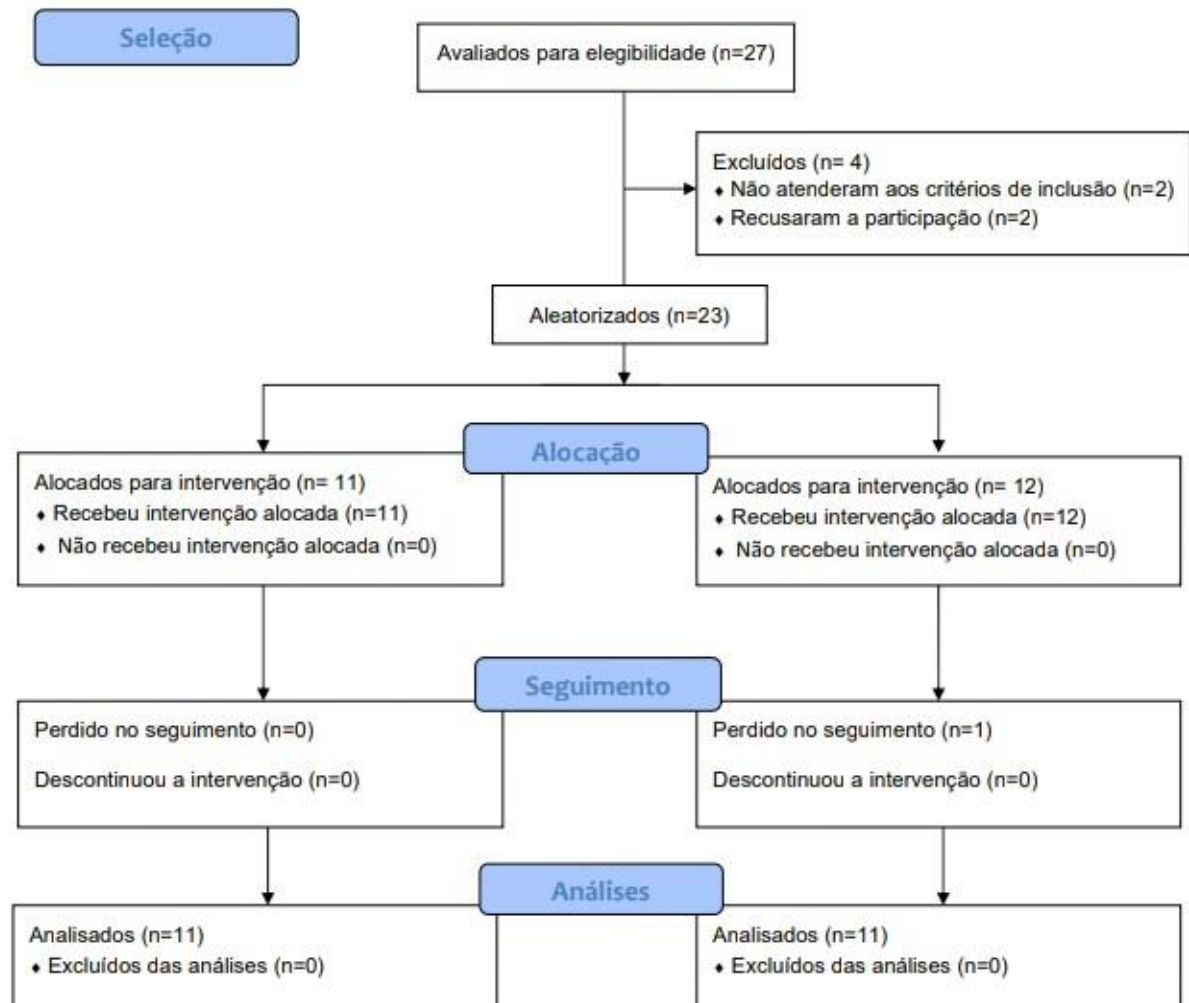 Seleção
Avaliados para elegibilidade (n=27)
Excluídos (n= 4)
♦ Não atenderam aos critérios de inclusão (n=2)
♦ Recusaram a participação (n=2)
Aleatorizados (n=23)
Alocação
Alocados para intervenção (n= 11)
♦ Recebeu intervenção alocada (n=11)
♦ Não recebeu intervenção alocada (n=0)
Alocados para intervenção (n= 12)
♦ Recebeu intervenção alocada (n=12)
♦ Não recebeu intervenção alocada (n=0)
Seguimento
Perdido no seguimento (n=0)
Descontinuou a intervenção (n=0)
Perdido no seguimento (n=1)
Descontinuou a intervenção (n=0)
Análises
Analisados (n=11)
♦ Excluídos das análises (n=0)
Analisados (n=11)
♦ Excluídos das análises (n=0)